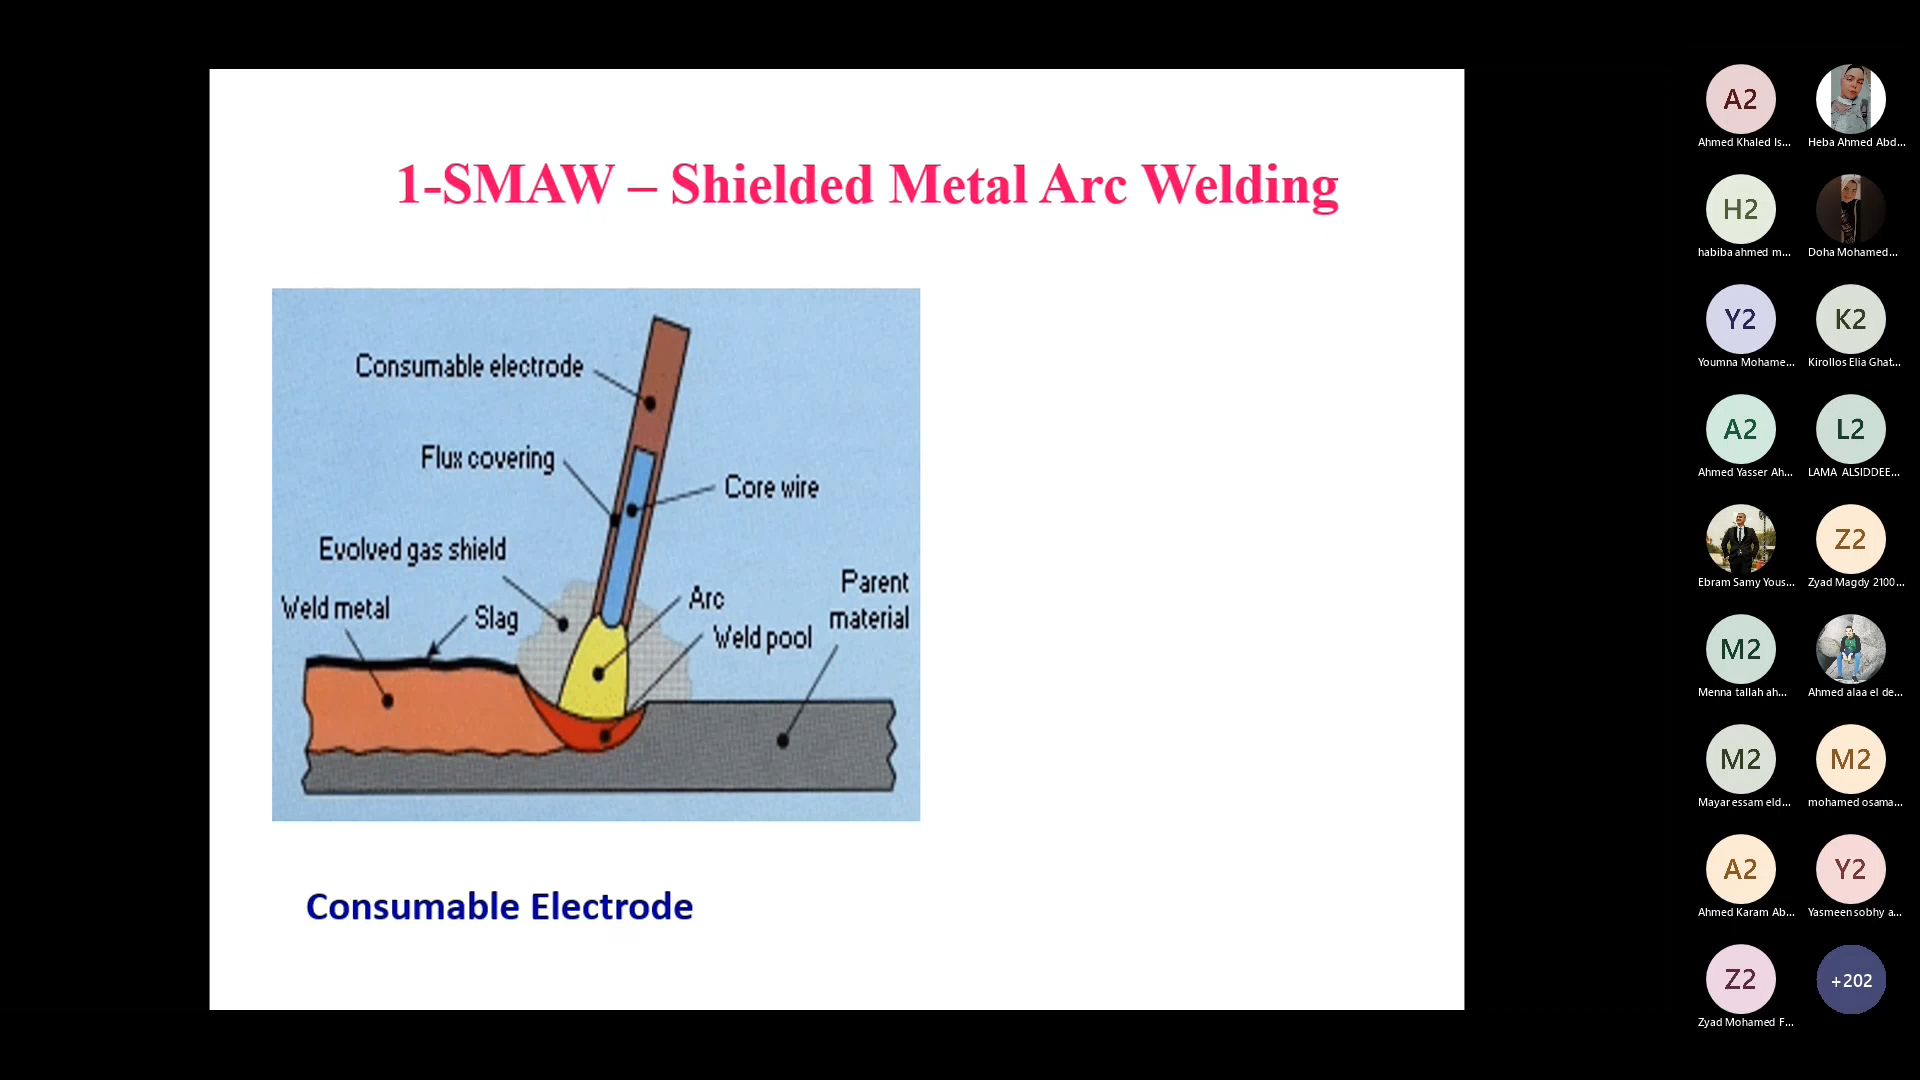 1-SMAW – Shielded Metal Arc Welding
Consumable electrode
Flux covering
Core wire
Evolved gas shield
Parent
material
Arc
Weld metal
Slag
Weld pool
Consumable Electrode
A2
Ahmed Khaled Is...
Heba Ahmed Abd...
H2
habiba ahmed m...
Doha Mohamed...
Y2
Youmna Mohame...
K2
Kirollos Elia Ghat...
A2
Ahmed Yasser Ah...
L2
LAMA ALSIDDEE...
Ebram Samy Yous...
Z2
Zyad Magdy 2100...
M2
Menna tallah ah...
Ahmed alaa el de...
M2
Mayar essam eld...
M2
mohamed osama...
A2
Ahmed Karam Ab...
Y2
Yasmeen sobhy a...
Z2
Zyad Mohamed F...
+202